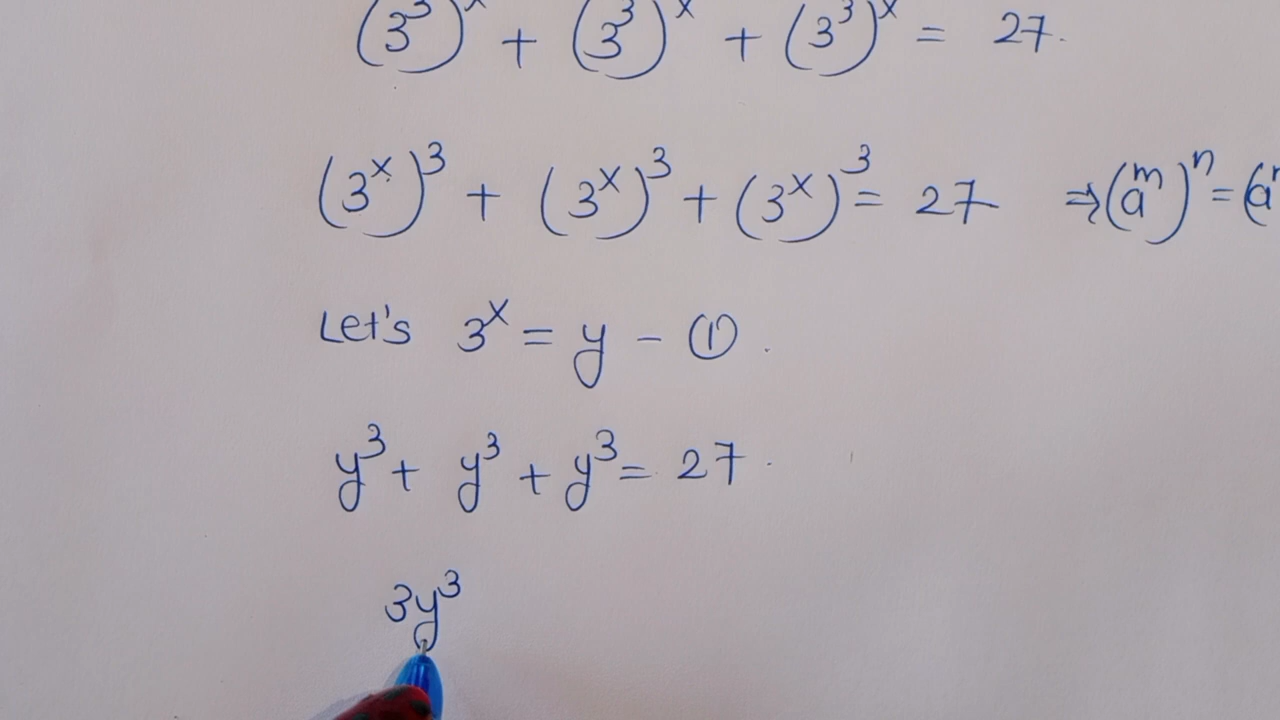 (3³)ˣ + (3³)ˣ + (3³)ˣ = 27.
(3ˣ)³ + (3ˣ)³ + (3ˣ)³ = 27 ⇒ (aᵐ)ⁿ = (aⁿ
Let's 3ˣ = y - ①.
y³ + y³ + y³ = 27.
3y³